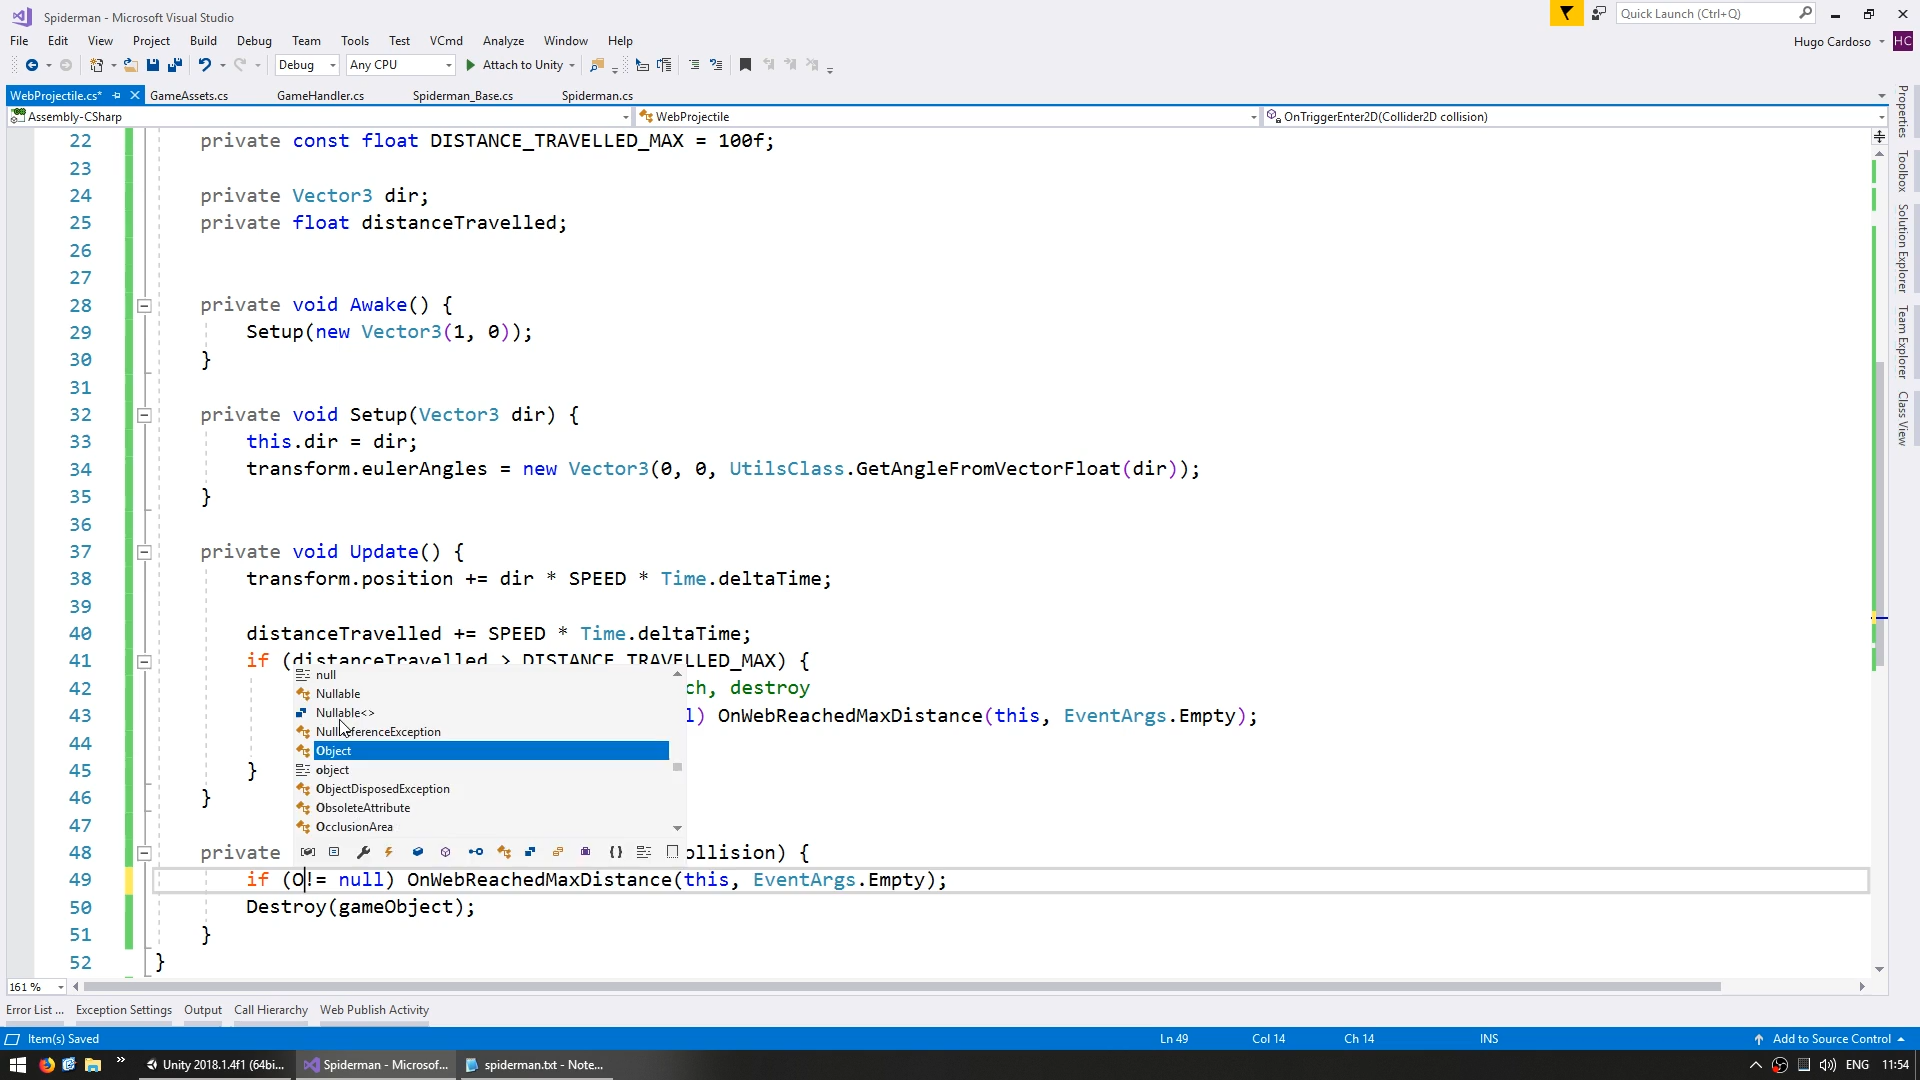 Spiderman - Microsoft Visual Studio
Quick Launch (Ctrl+Q)
File Edit View Project Build Debug Team Tools Test VCmd Analyze Window Help
Hugo Cardoso HC
Debug Any CPU Attach to Unity
WebProjectile.cs* GameAssets.cs GameHandler.cs Spiderman_Base.cs Spiderman.cs
Assembly-CSharp WebProjectile OnTriggerEnter2D(Collider2D collision)
22 private const float DISTANCE_TRAVELLED_MAX = 100f;
23
24 private Vector3 dir;
25 private float distanceTravelled;
26
27
28 private void Awake() {
29 Setup(new Vector3(1, 0));
30 }
31
32 private void Setup(Vector3 dir) {
33 this.dir = dir;
34 transform.eulerAngles = new Vector3(0, 0, UtilsClass.GetAngleFromVectorFloat(dir));
35 }
36
37 private void Update() {
38 transform.position += dir * SPEED * Time.deltaTime;
39
40 distanceTravelled += SPEED * Time.deltaTime;
41 if (distanceTravelled > DISTANCE_TRAVELLED_MAX) {
42 ch, destroy
43 l) OnWebReachedMaxDistance(this, EventArgs.Empty);
44
45 }
46 }
47
48 private ollision) {
49 if (O!= null) OnWebReachedMaxDistance(this, EventArgs.Empty);
50 Destroy(gameObject);
51 }
52 }
null
Nullable
Nullable<>
NullReferenceException
Object
object
ObjectDisposedException
ObsoleteAttribute
OcclusionArea
Properties
Toolbox
Solution Explorer
Team Explorer
Class View
161 %
Error List ... Exception Settings Output Call Hierarchy Web Publish Activity
Item(s) Saved Ln 49 Col 14 Ch 14 INS Add to Source Control
Unity 2018.1.4f1 (64bi... Spiderman - Microsof... spiderman.txt - Note... ENG 11:54